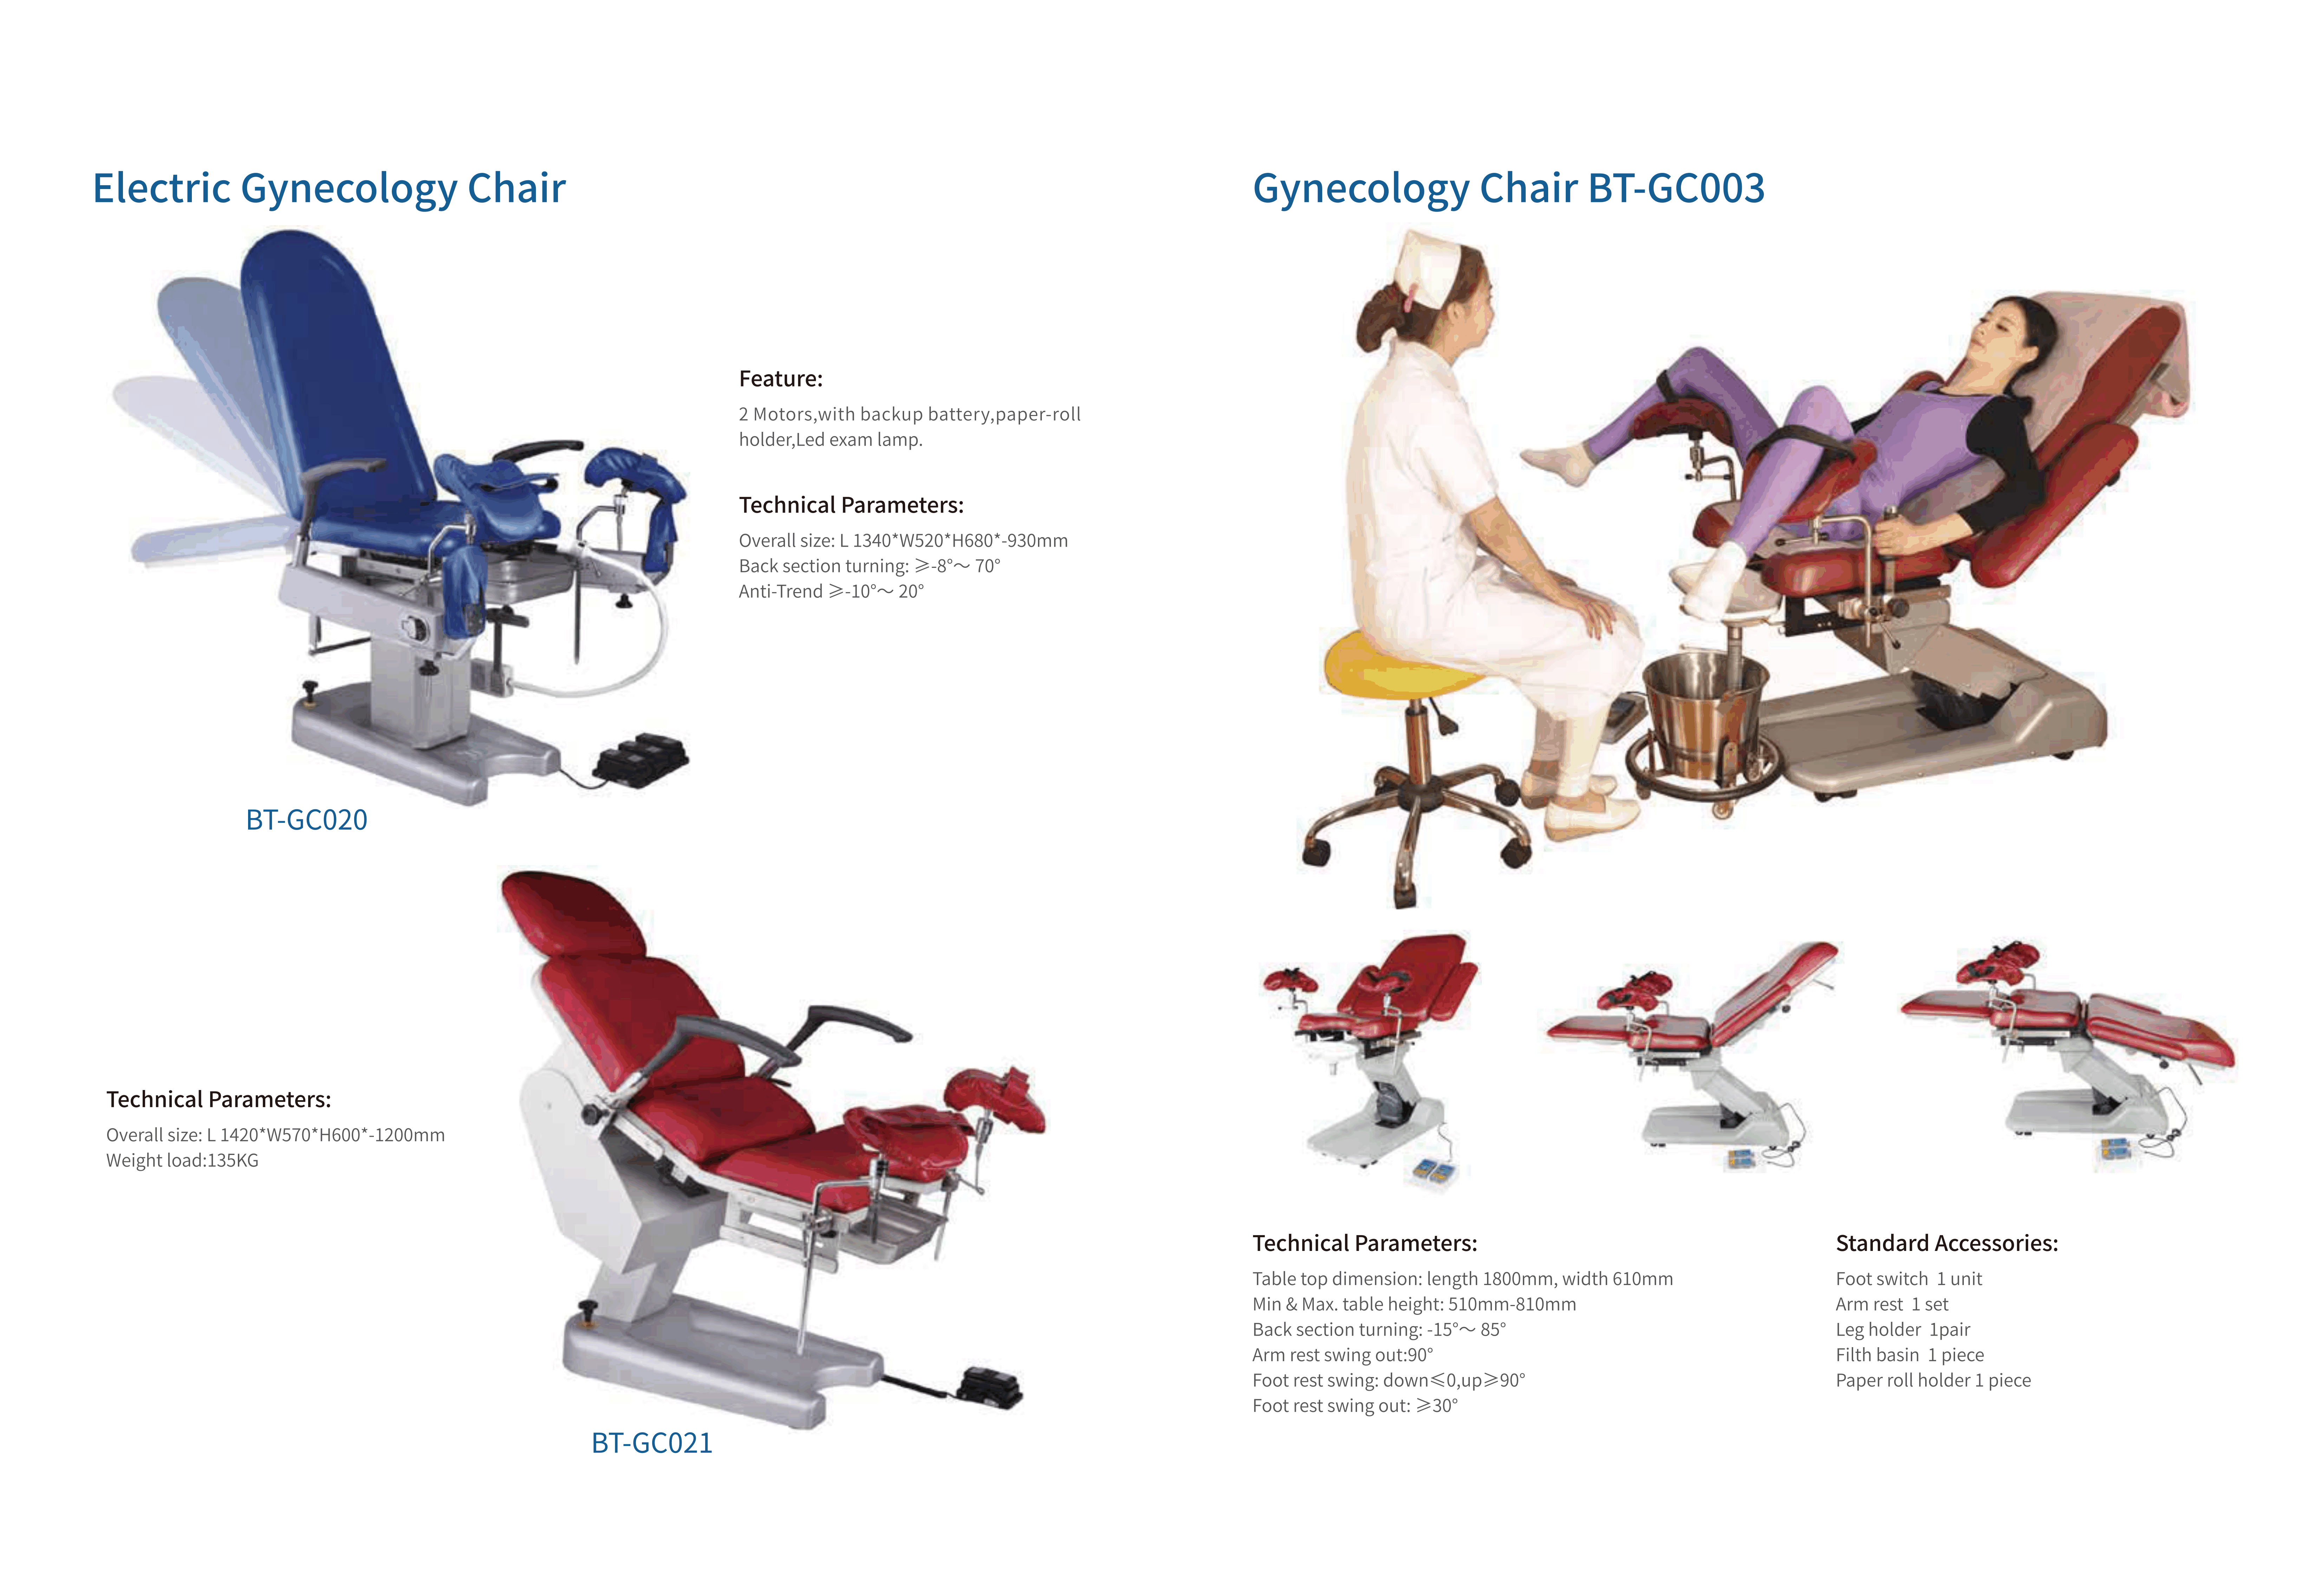 Electric Gynecology Chair
Feature:
2 Motors,with backup battery,paper-roll
holder,Led exam lamp.
Technical Parameters:
Overall size: L 1340*W520*H680*-930mm
Back section turning: ≥-8°～ 70°
Anti-Trend ≥-10°～ 20°
BT-GC020
Technical Parameters:
Overall size: L 1420*W570*H600*-1200mm
Weight load:135KG
BT-GC021
Gynecology Chair BT-GC003
Technical Parameters:
Table top dimension: length 1800mm, width 610mm
Min & Max. table height: 510mm-810mm
Back section turning: -15°～ 85°
Arm rest swing out:90°
Foot rest swing: down≤0,up≥90°
Foot rest swing out: ≥30°
Standard Accessories:
Foot switch  1 unit
Arm rest  1 set
Leg holder  1pair
Filth basin  1 piece
Paper roll holder 1 piece